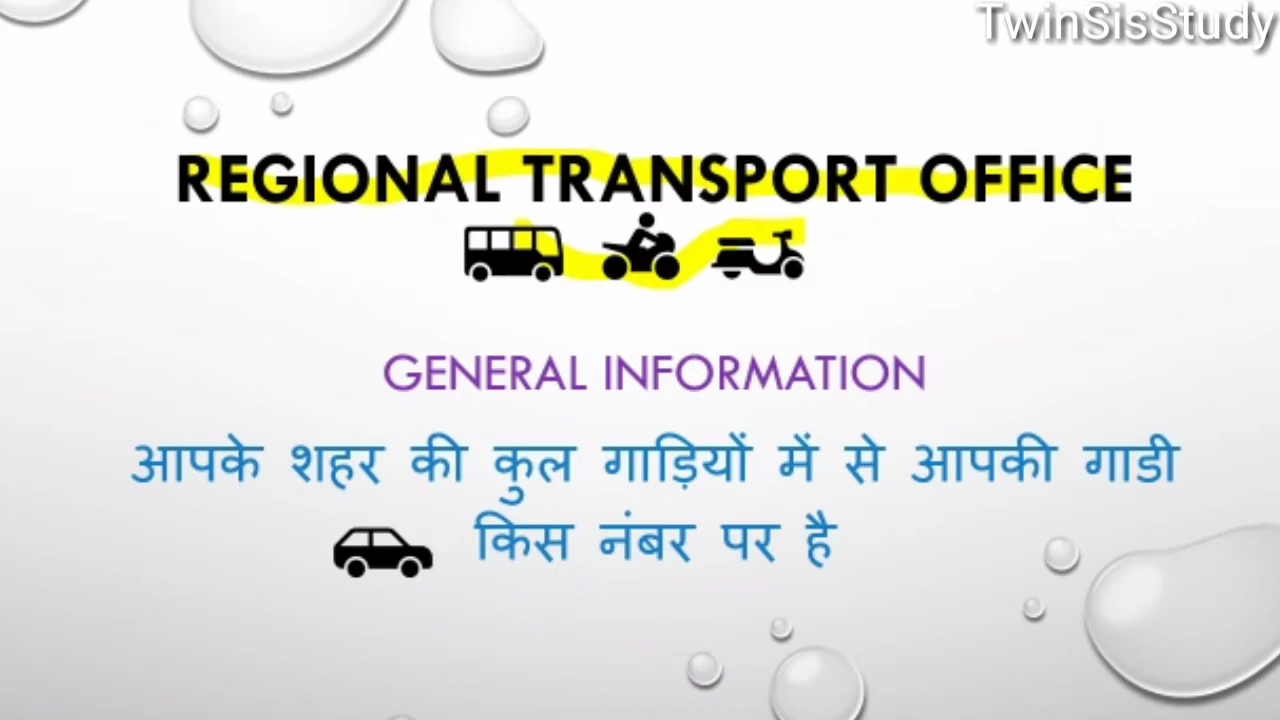 TwinSisStudy
REGIONAL TRANSPORT OFFICE
GENERAL INFORMATION
आपके शहर की कुल गाड़ियों में से आपकी गाडी
किस नंबर पर है